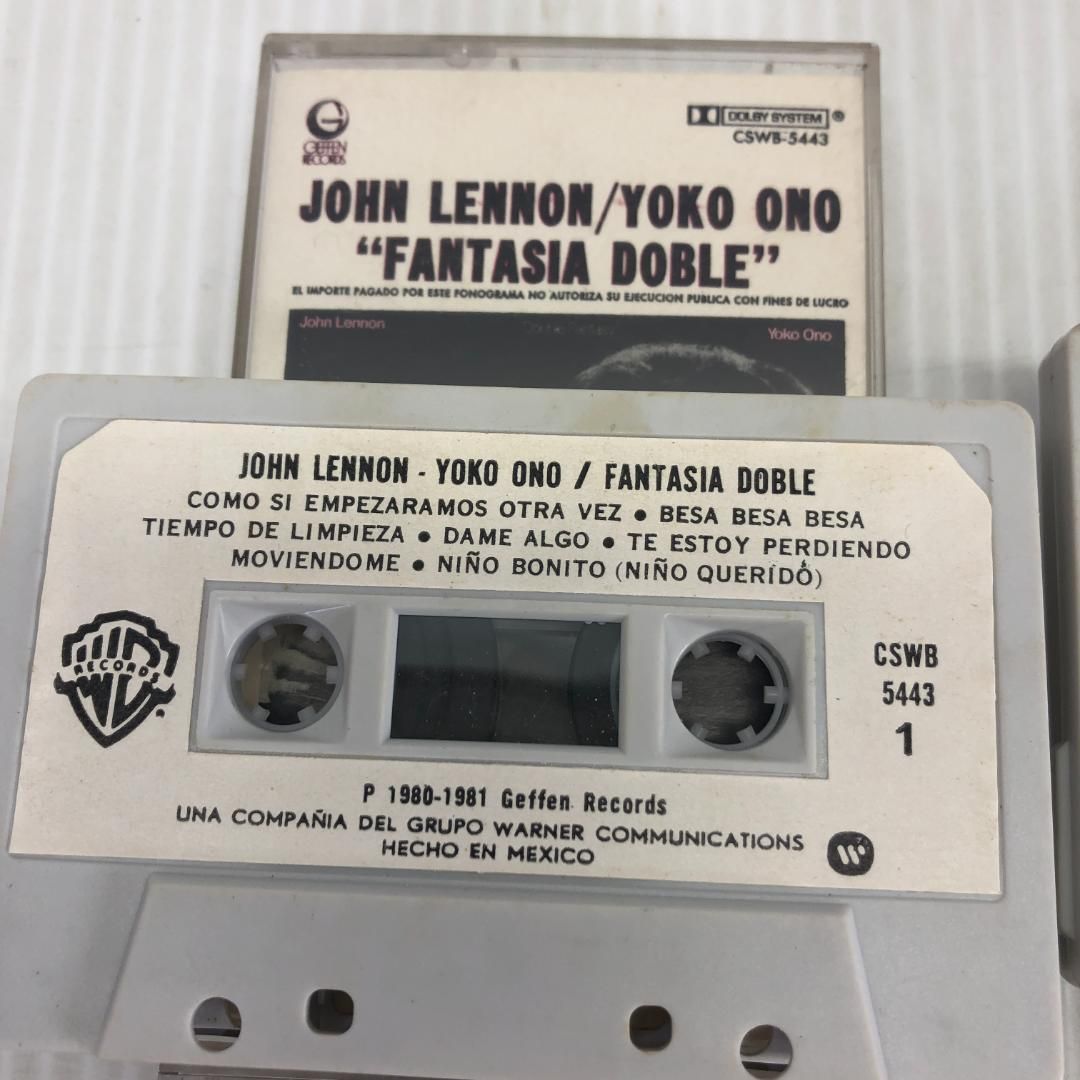 GEFFEN
RECORDS
DOLBY SYSTEM ®
CSWB-5443
JOHN LENNON/YOKO ONO
“FANTASIA DOBLE”
EL IMPORTE PAGADO POR ESTE FONOGRAMA NO AUTORIZA SU EJECUCION PUBLICA CON FINES DE LUCRO
John Lennon
Double Fantasy
Yoko Ono
JOHN LENNON - YOKO ONO / FANTASIA DOBLE
COMO SI EMPEZARAMOS OTRA VEZ • BESA BESA BESA
TIEMPO DE LIMPIEZA • DAME ALGO • TE ESTOY PERDIENDO
MOVIENDOME • NIÑO BONITO (NIÑO QUERIDO)
RECORDS
CSWB
5443
1
P 1980-1981 Geffen Records
UNA COMPAÑIA DEL GRUPO WARNER COMMUNICATIONS
HECHO EN MEXICO